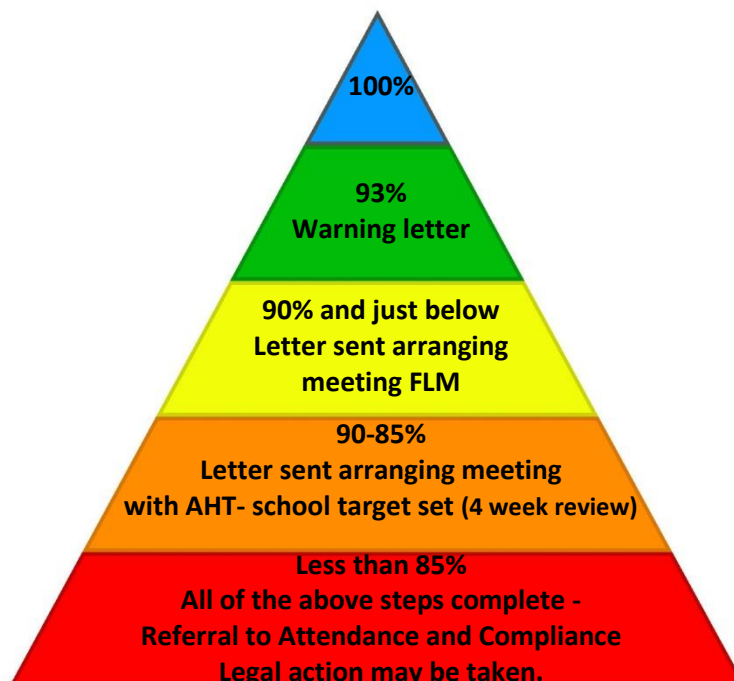 100%
93%
Warning letter
90% and just below
Letter sent arranging
meeting FLM
90-85%
Letter sent arranging meeting
with AHT- school target set (4 week review)
Less than 85%
All of the above steps complete -
Referral to Attendance and Compliance
Legal action may be taken.